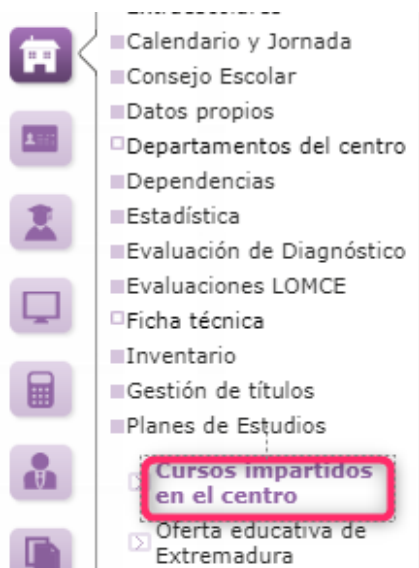 Calendario y Jornada
Consejo Escolar
Datos propios
Departamentos del centro
Dependencias
Estadística
Evaluación de Diagnóstico
Evaluaciones LOMCE
Ficha técnica
Inventario
Gestión de títulos
Planes de Estudios
Cursos impartidos
en el centro
Oferta educativa de
Extremadura